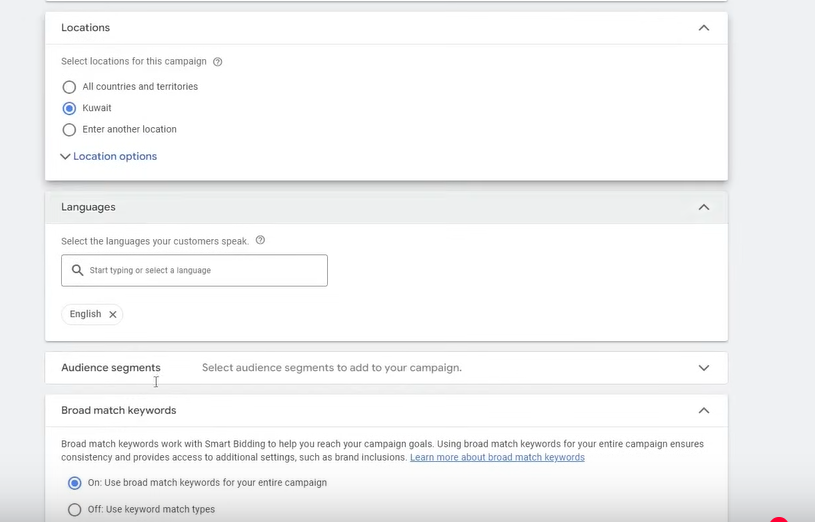 Locations
Select locations for this campaign
All countries and territories
Kuwait
Enter another location
Location options
Languages
Select the languages your customers speak.
Start typing or select a language
English
Audience segments Select audience segments to add to your campaign.
Broad match keywords
Broad match keywords work with Smart Bidding to help you reach your campaign goals. Using broad match keywords for your entire campaign ensures
consistency and provides access to additional settings, such as brand inclusions. Learn more about broad match keywords
On: Use broad match keywords for your entire campaign
Off: Use keyword match types